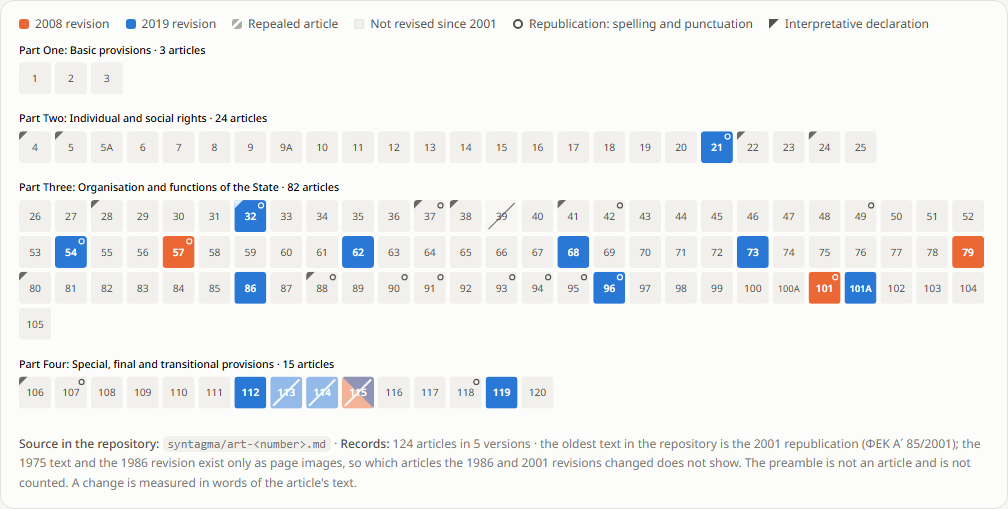 2008 revision 2019 revision Repealed article Not revised since 2001 Republication: spelling and punctuation Interpretative declaration
Part One: Basic provisions · 3 articles
1 2 3
Part Two: Individual and social rights · 24 articles
4 5 5A 6 7 8 9 9A 10 11 12 13 14 15 16 17 18 19 20 21 22 23 24 25
Part Three: Organisation and functions of the State · 82 articles
26 27 28 29 30 31 32 33 34 35 36 37 38 39 40 41 42 43 44 45 46 47 48 49 50 51 52
53 54 55 56 57 58 59 60 61 62 63 64 65 66 67 68 69 70 71 72 73 74 75 76 77 78 79
80 81 82 83 84 85 86 87 88 89 90 91 92 93 94 95 96 97 98 99 100 100A 101 101A 102 103 104
105
Part Four: Special, final and transitional provisions · 15 articles
106 107 108 109 110 111 112 113 114 115 116 117 118 119 120
Source in the repository: syntagma/art-<number>.md · Records: 124 articles in 5 versions · the oldest text in the repository is the 2001 republication (ΦΕΚ Α΄ 85/2001); the
1975 text and the 1986 revision exist only as page images, so which articles the 1986 and 2001 revisions changed does not show. The preamble is not an article and is not
counted. A change is measured in words of the article's text.